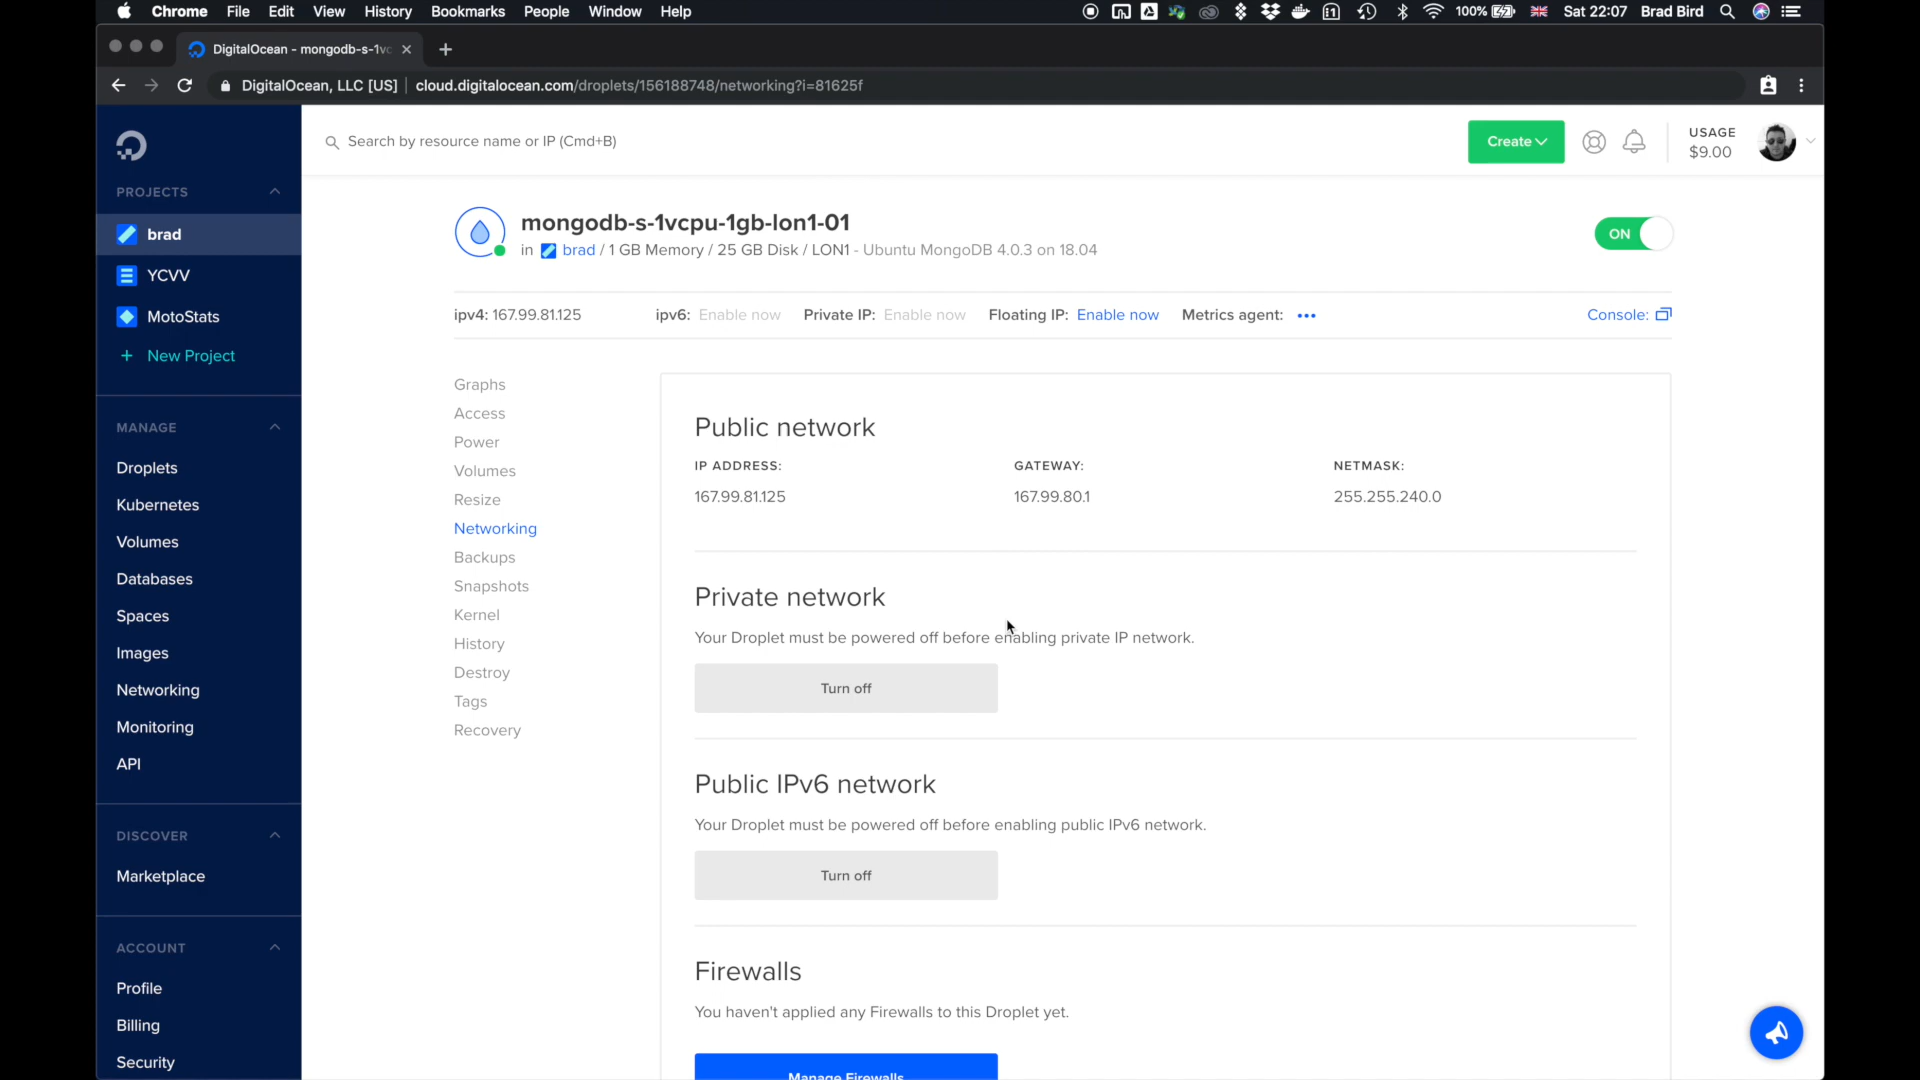 Chrome File Edit View History Bookmarks People Window Help 100% Sat 22:07 Brad Bird
DigitalOcean - mongodb-s-1vc
DigitalOcean, LLC [US] cloud.digitalocean.com/droplets/156188748/networking?i=81625f
Search by resource name or IP (Cmd+B)
Create
USAGE
$9.00
PROJECTS
brad
YCVV
MotoStats
+ New Project
MANAGE
Droplets
Kubernetes
Volumes
Databases
Spaces
Images
Networking
Monitoring
API
DISCOVER
Marketplace
ACCOUNT
Profile
Billing
Security
mongodb-s-1vcpu-1gb-lon1-01
in brad / 1 GB Memory / 25 GB Disk / LON1 - Ubuntu MongoDB 4.0.3 on 18.04
ON
ipv4: 167.99.81.125 ipv6: Enable now Private IP: Enable now Floating IP: Enable now Metrics agent: ••• Console:
Graphs
Access
Power
Volumes
Resize
Networking
Backups
Snapshots
Kernel
History
Destroy
Tags
Recovery
Public network
IP ADDRESS: GATEWAY: NETMASK:
167.99.81.125 167.99.80.1 255.255.240.0
Private network
Your Droplet must be powered off before enabling private IP network.
Turn off
Public IPv6 network
Your Droplet must be powered off before enabling public IPv6 network.
Turn off
Firewalls
You haven't applied any Firewalls to this Droplet yet.
Manage Firewalls